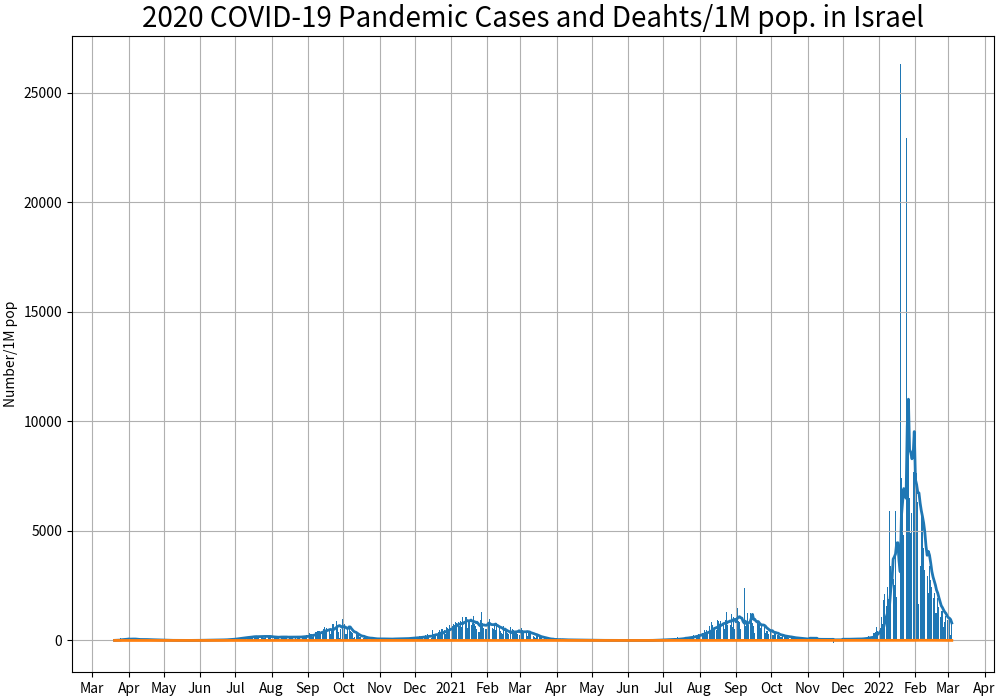 2020 COVID-19 Pandemic Cases and Deahts/1M pop. in Israel
Number/1M pop
25000
20000
15000
10000
5000
0
Mar Apr May Jun Jul Aug Sep Oct Nov Dec 2021 Feb Mar Apr May Jun Jul Aug Sep Oct Nov Dec 2022 Feb Mar Apr